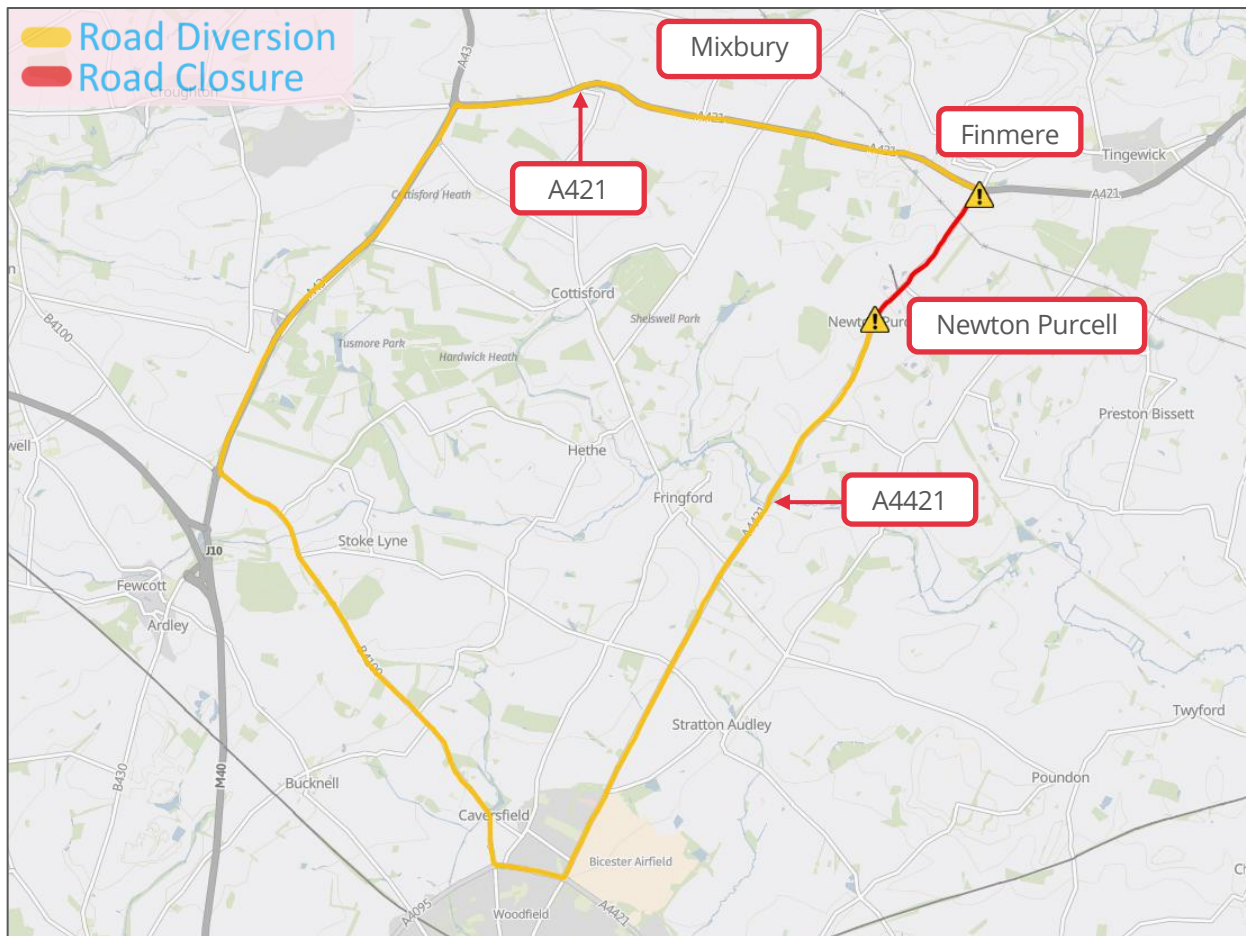 Road Diversion
Road Closure
Croughton
A43
Mixbury
A421
A421
Finmere
Tingewick
A421
A421
Cottisford Heath
A43
Cottisford
Shelswell Park
Newton Purcell
B4100
Tusmore Park
Hardwick Heath
Preston Bissett
Hethe
Fringford
A4421
A4421
J10
Stoke Lyne
Fewcott
Ardley
B4100
Stratton Audley
Twyford
B430
M40
Bucknell
Poundon
Caversfield
Bicester Airfield
A4095
Woodfield
A4421